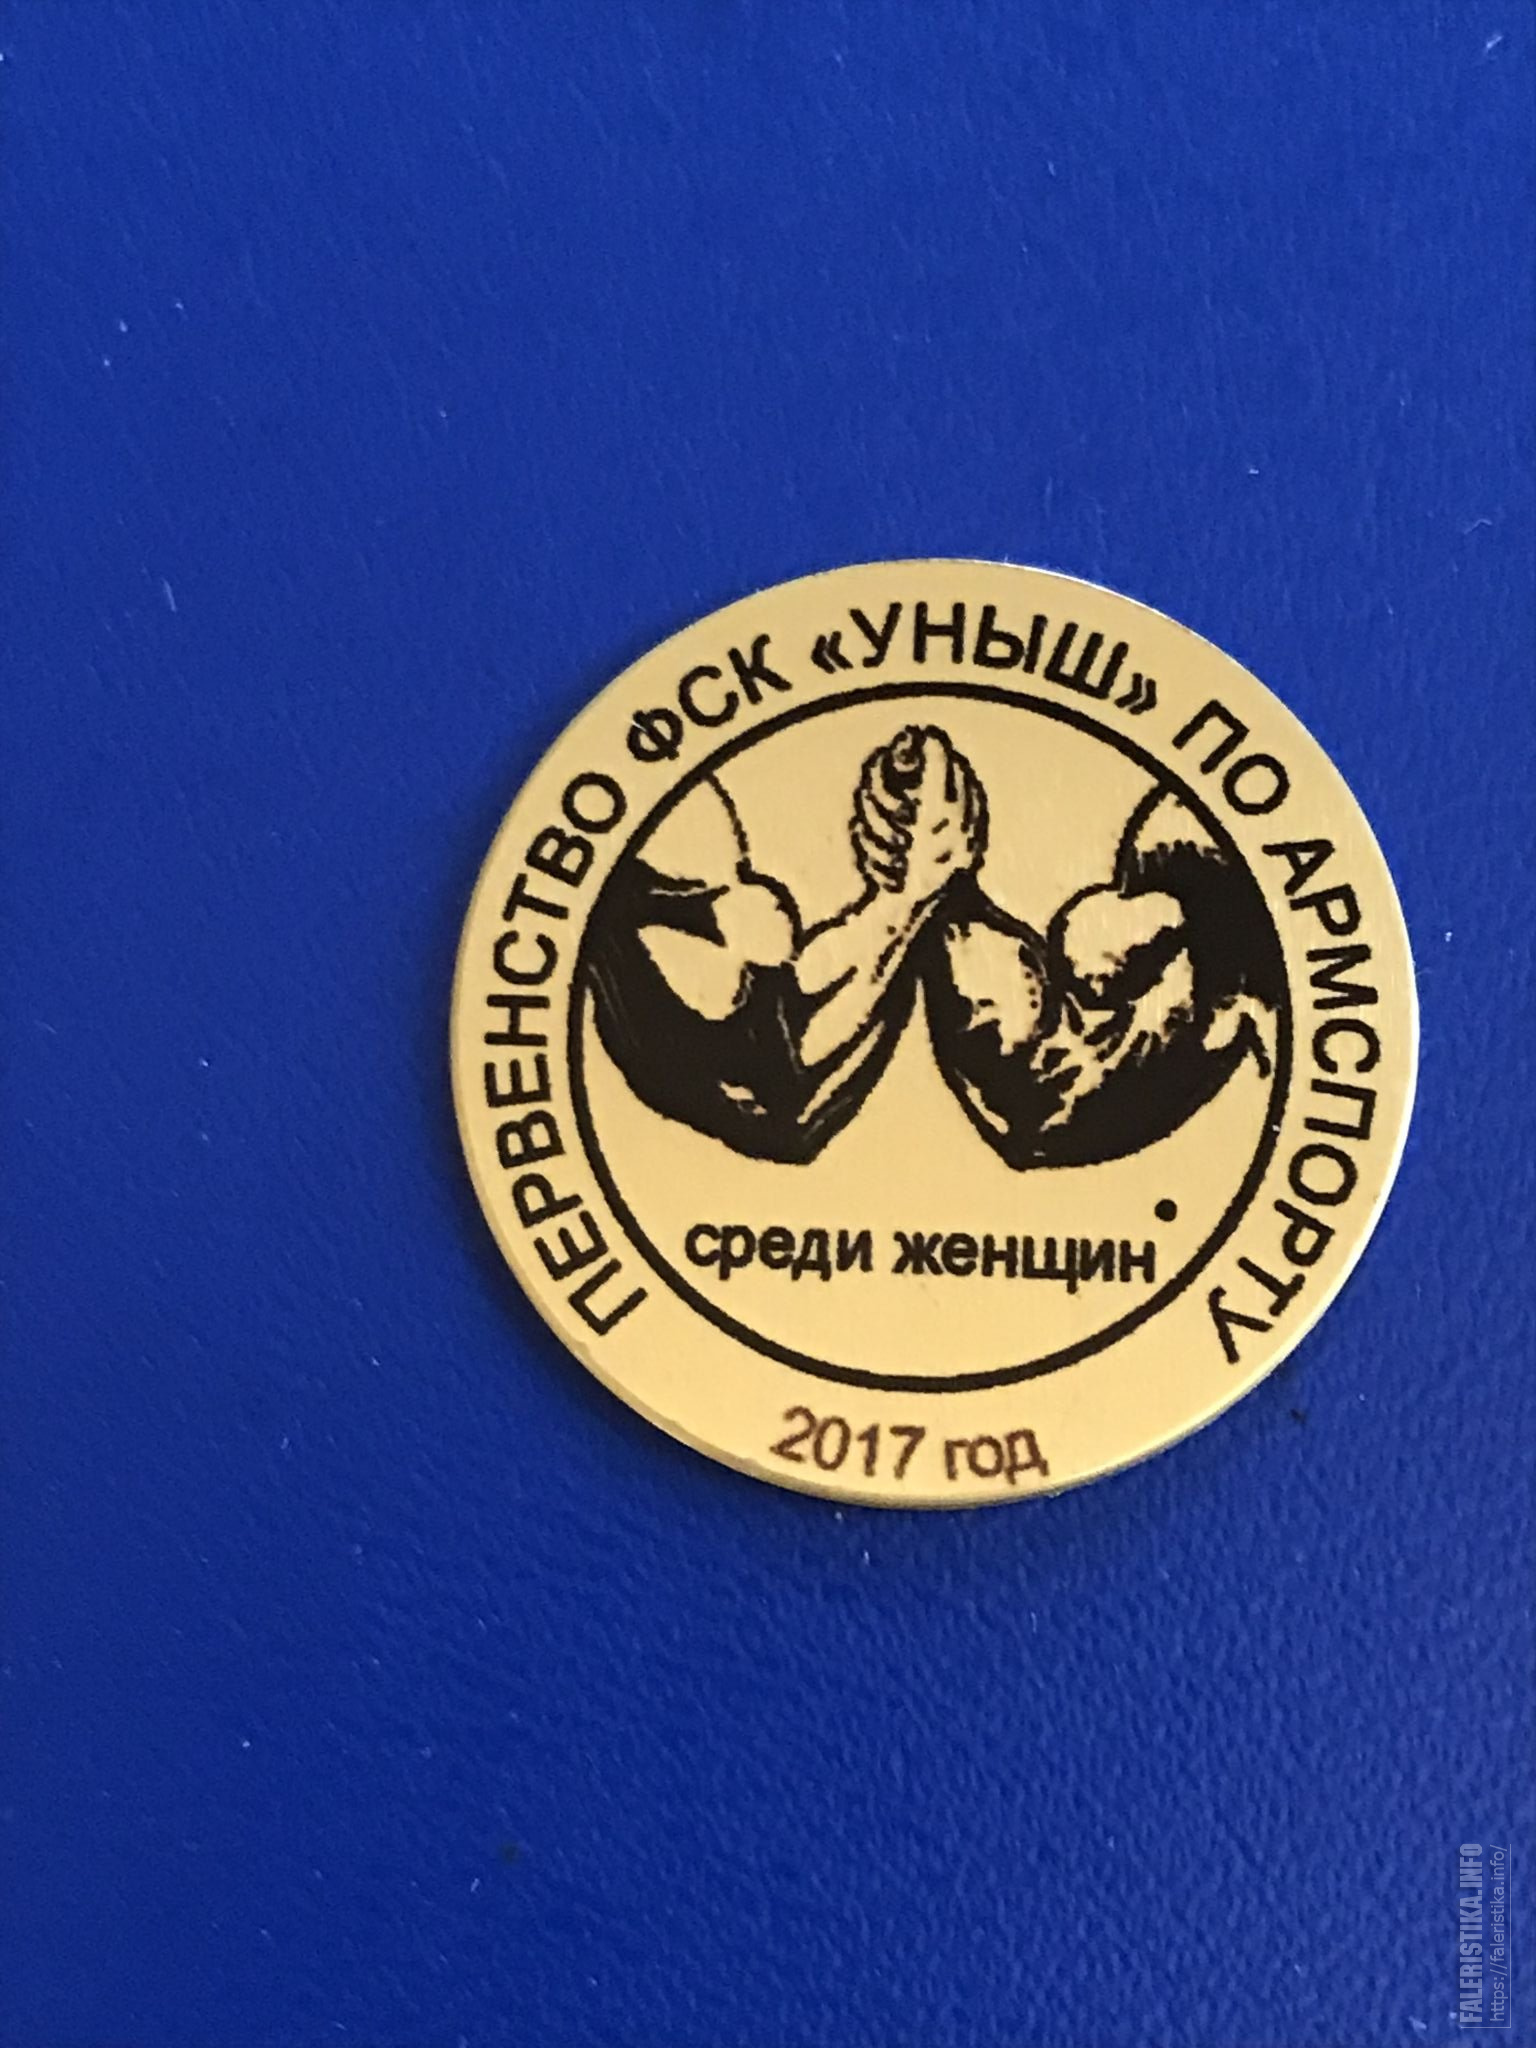 ПЕРВЕНСТВО ФСК «УНЫШ» ПО АРМСПОРТУ
среди женщин
2017 год
FALERISTIKA.INFO
https://faleristika.info/